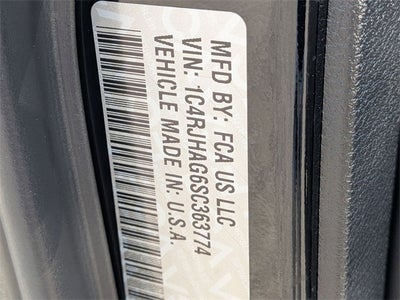 MFD BY: FCA US LLC
VIN: 1C4RJHAG6SC363774
VEHICLE MADE IN U.S.A.